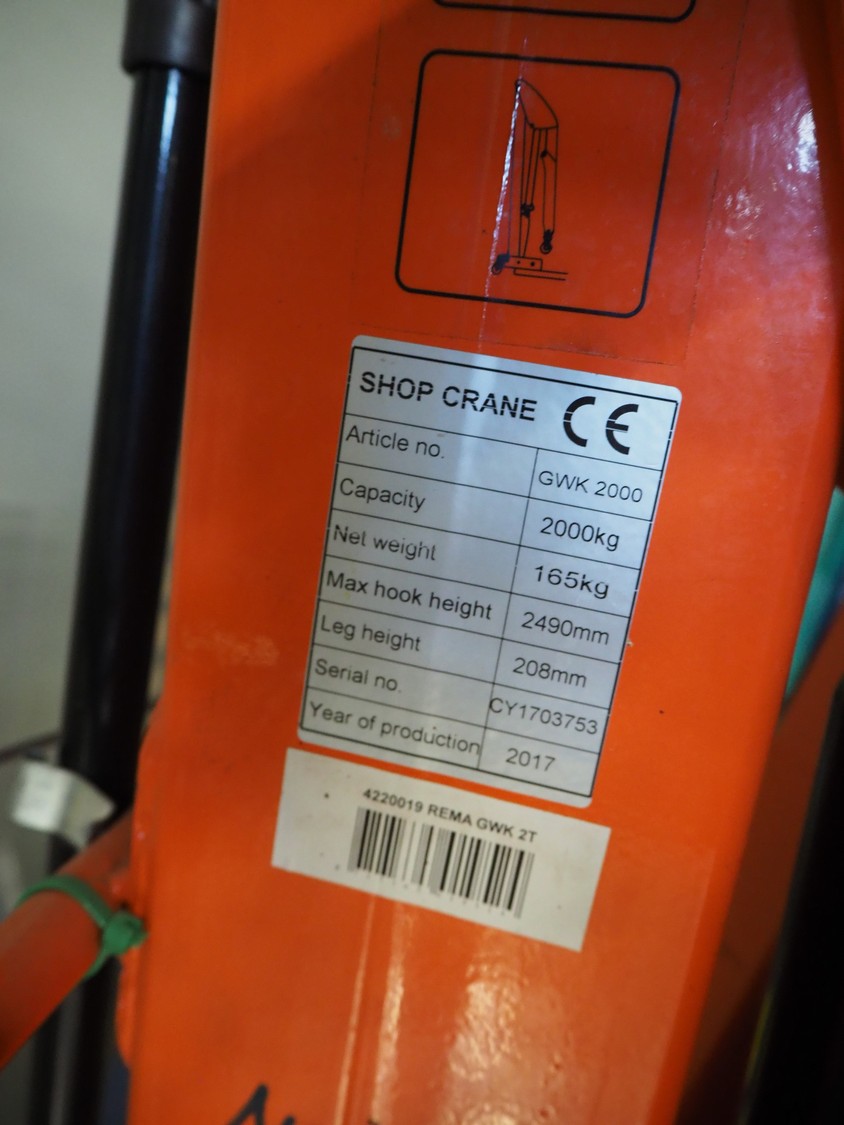 SHOP CRANE CE
Article no. GWK 2000
Capacity 2000kg
Net weight 165kg
Max hook height 2490mm
Leg height 208mm
Serial no. CY1703753
Year of production 2017
4220019 REMA GWK 2T